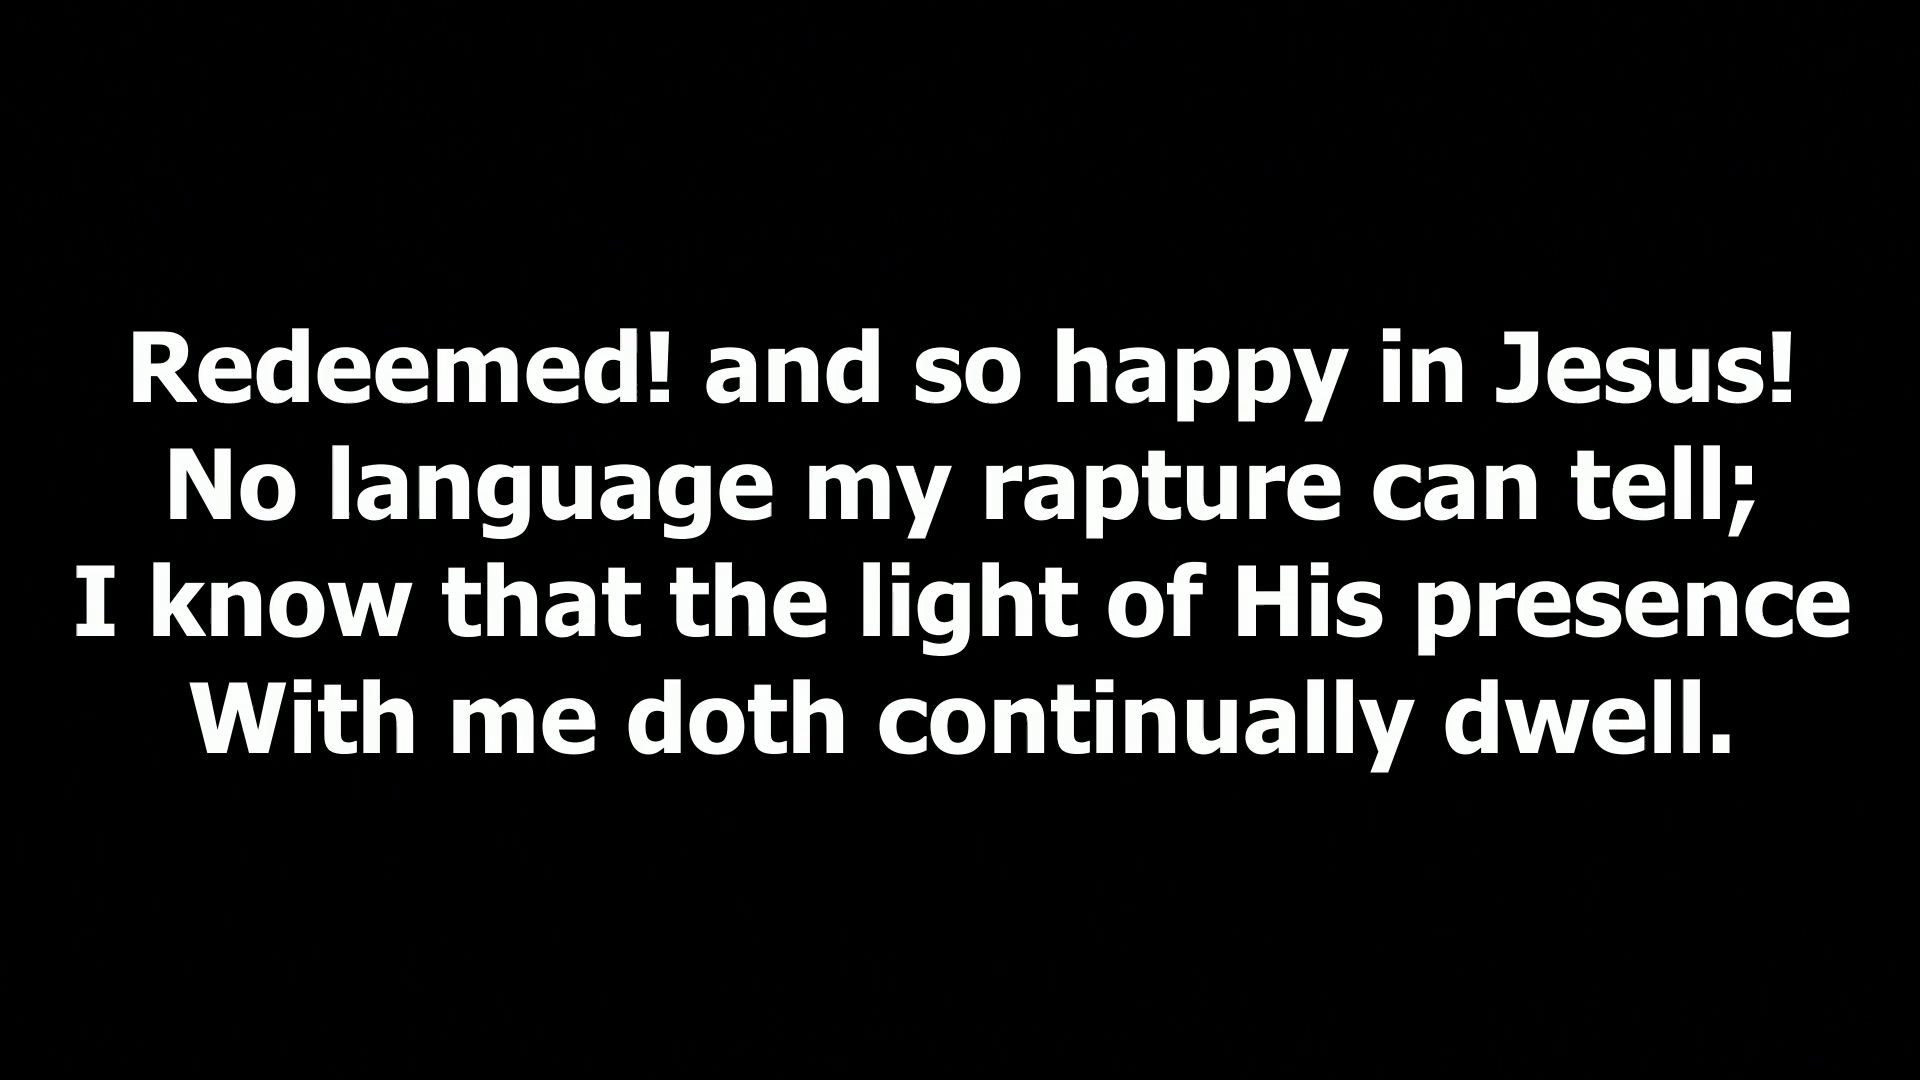 Redeemed! and so happy in Jesus!
No language my rapture can tell;
I know that the light of His presence
With me doth continually dwell.